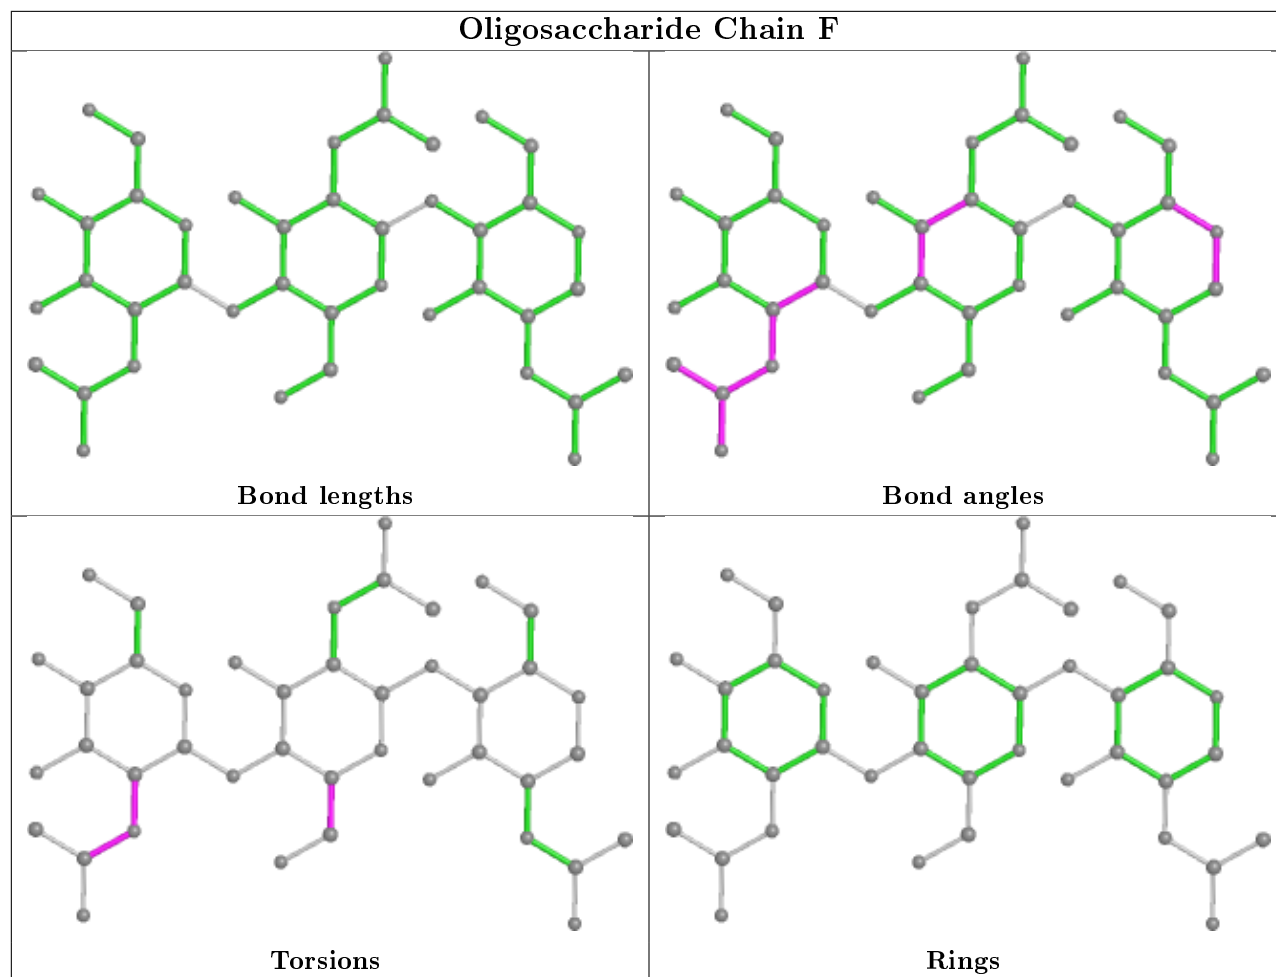 Oligosaccharide Chain F
Bond lengths
Bond angles
Torsions
Rings